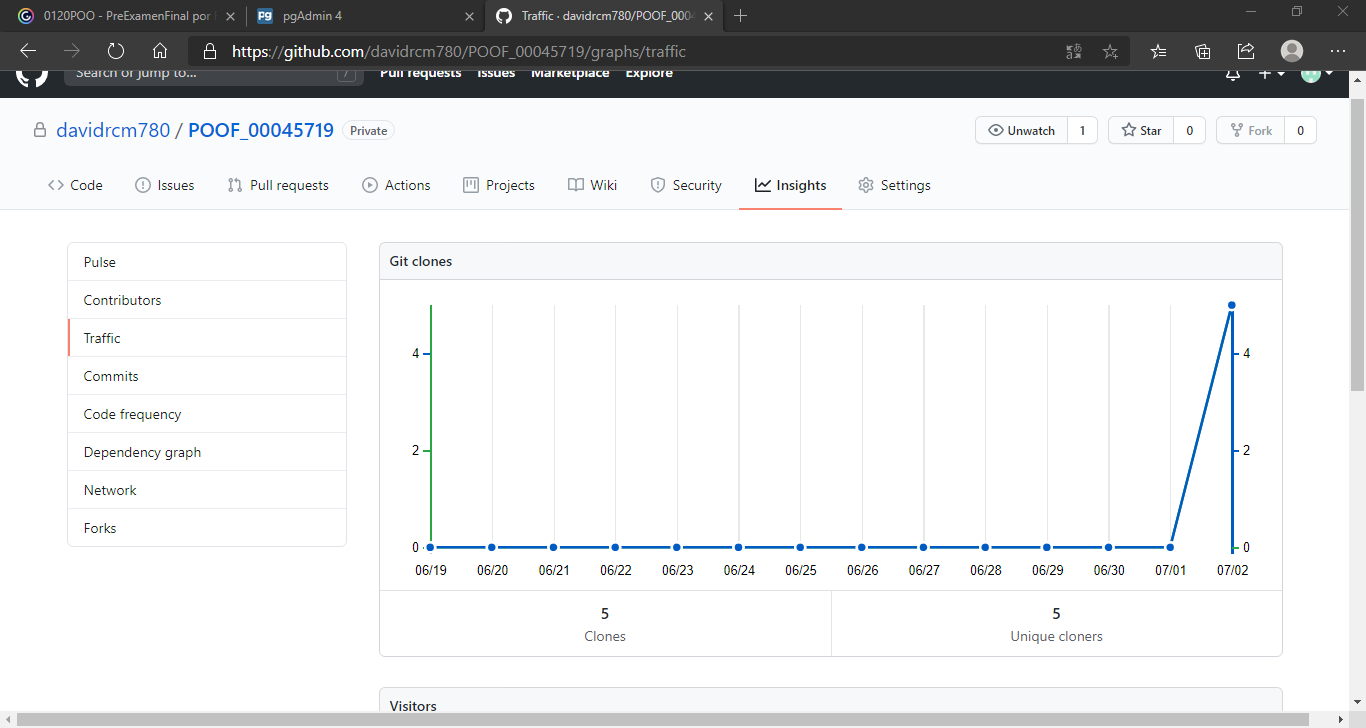 0120POO - PreExamenFinal por
pgAdmin 4
Traffic · davidrcm780/POOF_0004
https://github.com/davidrcm780/POOF_00045719/graphs/traffic
Search or jump to...
/
Pull requests Issues Marketplace Explore
davidrcm780 / POOF_00045719 Private
Unwatch 1 Star 0 Fork 0
Code Issues Pull requests Actions Projects Wiki Security Insights Settings
Pulse
Contributors
Traffic
Commits
Code frequency
Dependency graph
Network
Forks
Git clones
4 4
2 2
0 0
06/19 06/20 06/21 06/22 06/23 06/24 06/25 06/26 06/27 06/28 06/29 06/30 07/01 07/02
5 5
Clones Unique cloners
Visitors